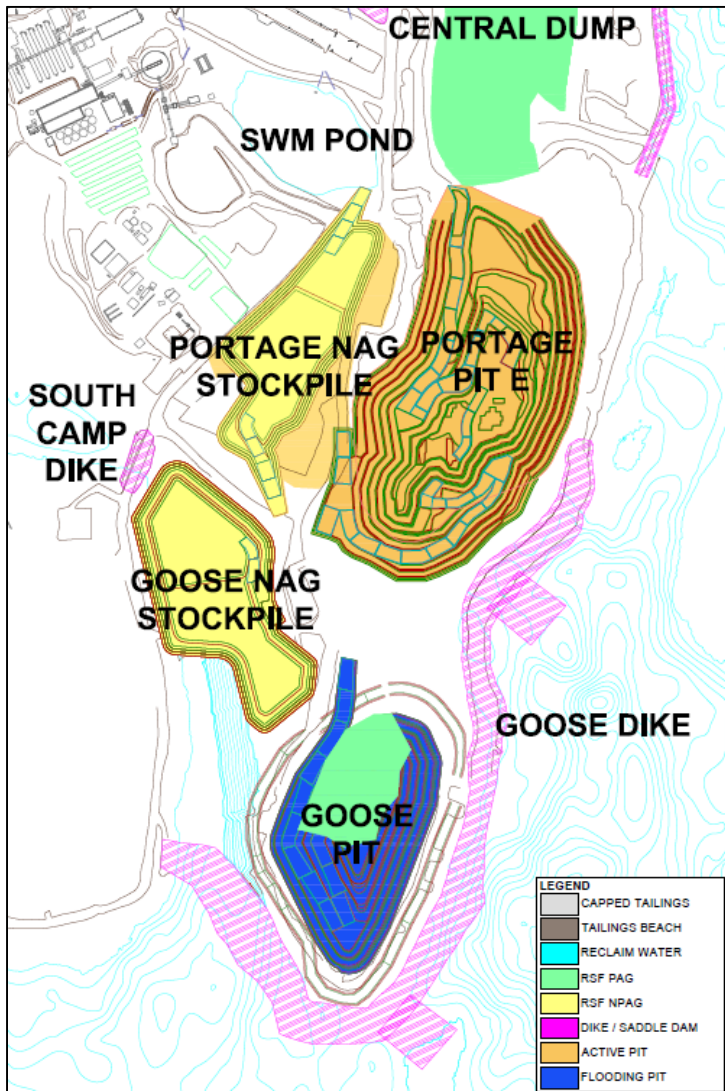 CENTRAL DUMP
SWM POND
PORTAGE NAG
STOCKPILE
PORTAGE
PIT E
SOUTH
CAMP
DIKE
GOOSE NAG
STOCKPILE
GOOSE DIKE
GOOSE
PIT
LEGEND
CAPPED TAILINGS
TAILINGS BEACH
RECLAIM WATER
RSF PAG
RSF NPAG
DIKE / SADDLE DAM
ACTIVE PIT
FLOODING PIT